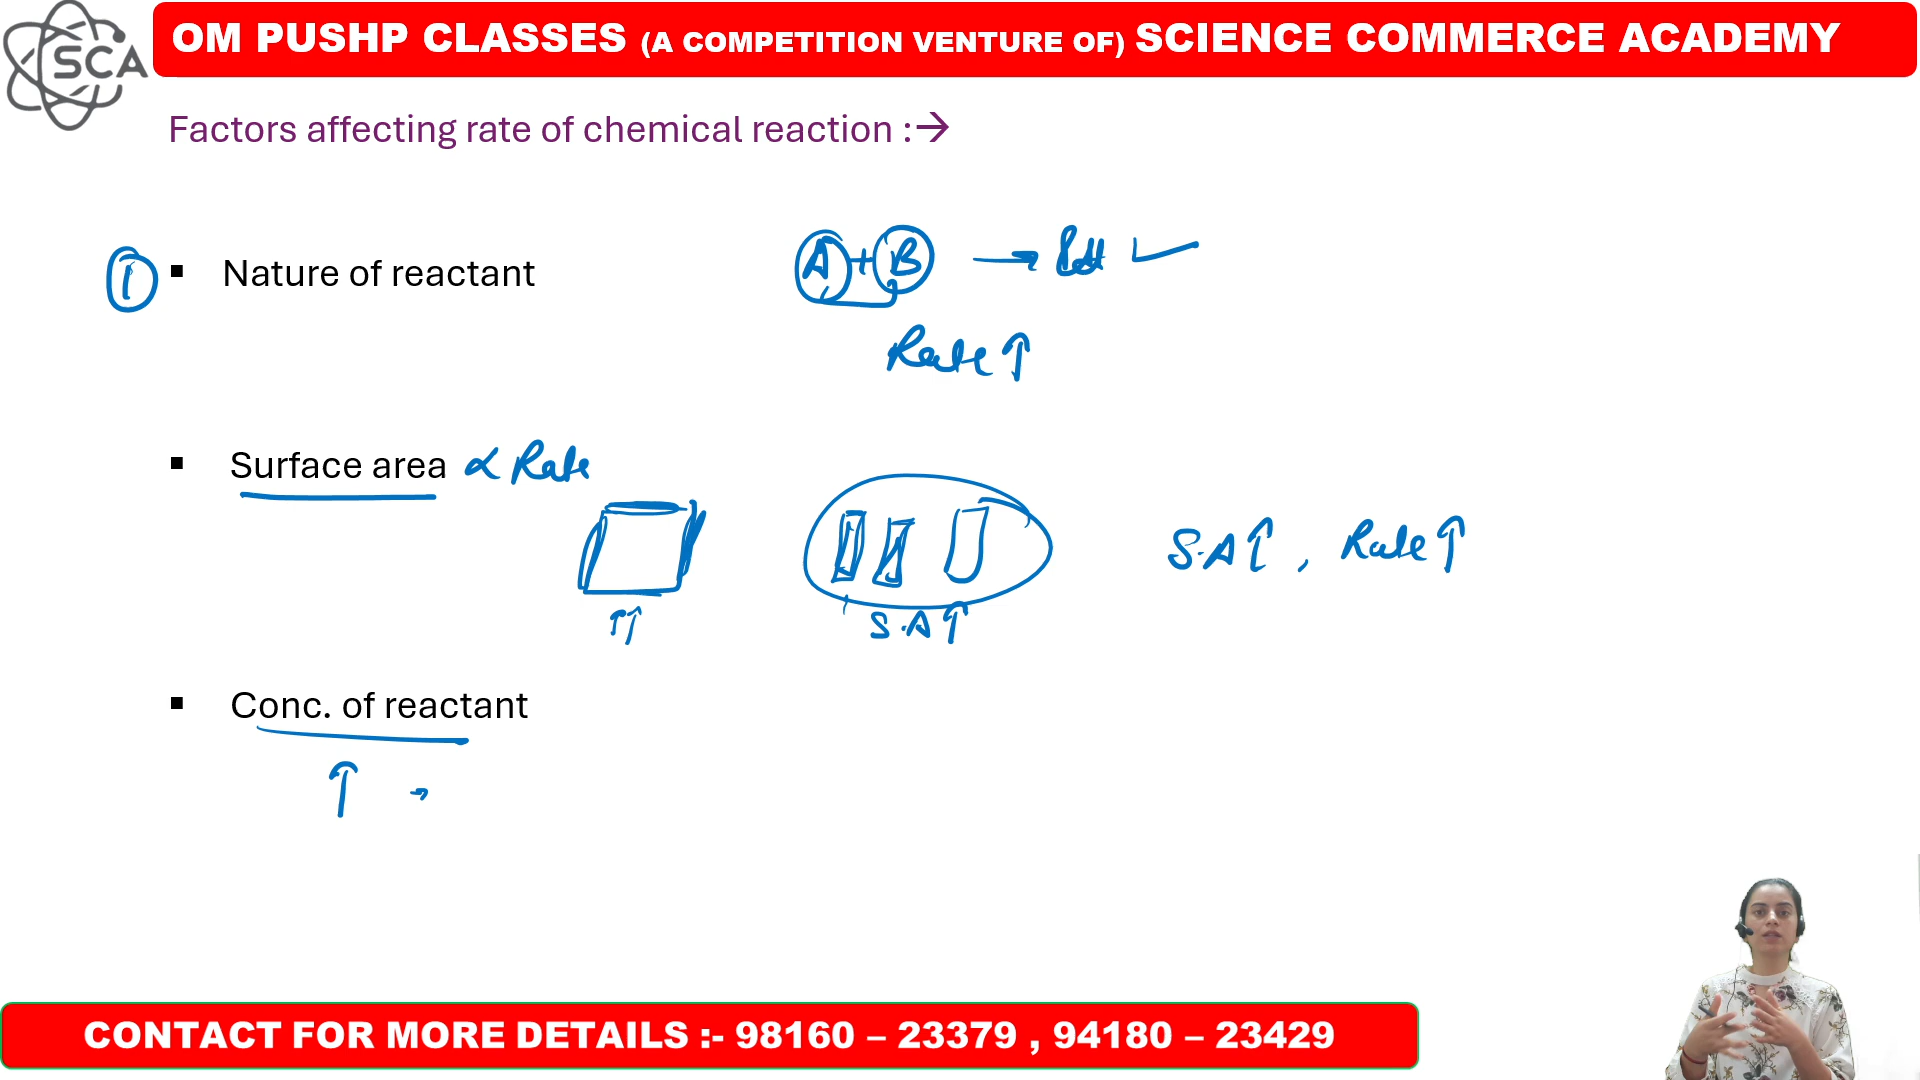 SCA
OM PUSHP CLASSES (A COMPETITION VENTURE OF) SCIENCE COMMERCE ACADEMY
Factors affecting rate of chemical reaction :→
① ▪ Nature of reactant
A + B →
Rate ↑
▪ Surface area ∝ Rate
↑↑
S.A ↑
S.A ↑ , Rate ↑
▪ Conc. of reactant
↑ →
CONTACT FOR MORE DETAILS :- 98160 – 23379 , 94180 – 23429